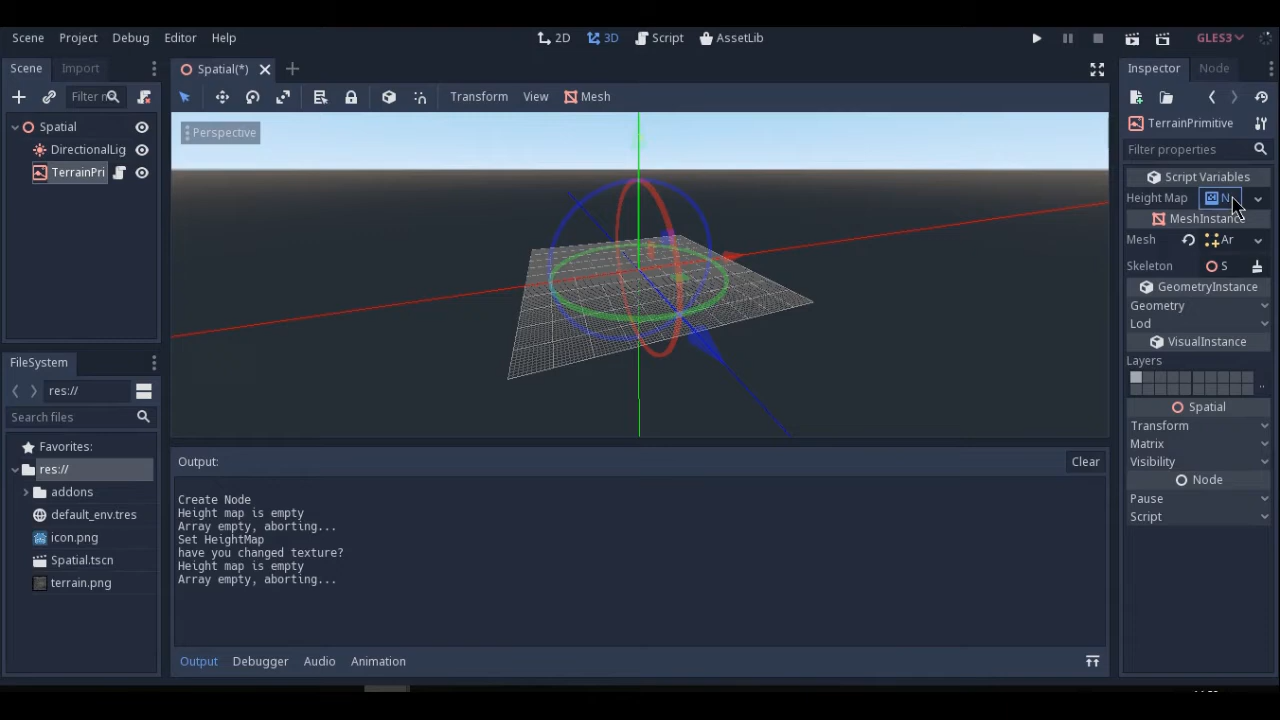 Scene Project Debug Editor Help 2D 3D Script AssetLib GLES3
Scene Import Spatial(*) Inspector Node
Filter n Transform View Mesh
Perspective
Spatial
DirectionalLig
TerrainPri
TerrainPrimitive
Filter properties
Script Variables
Height Map N
MeshInstanc
Mesh Ar
Skeleton S
GeometryInstance
Geometry
Lod
VisualInstance
Layers
..
Spatial
Transform
Matrix
Visibility
Node
Pause
Script
FileSystem
res://
Search files
Favorites:
res://
addons
default_env.tres
icon.png
Spatial.tscn
terrain.png
Output: Clear
Create Node
Height map is empty
Array empty, aborting...
Set HeightMap
have you changed texture?
Height map is empty
Array empty, aborting...
Output Debugger Audio Animation